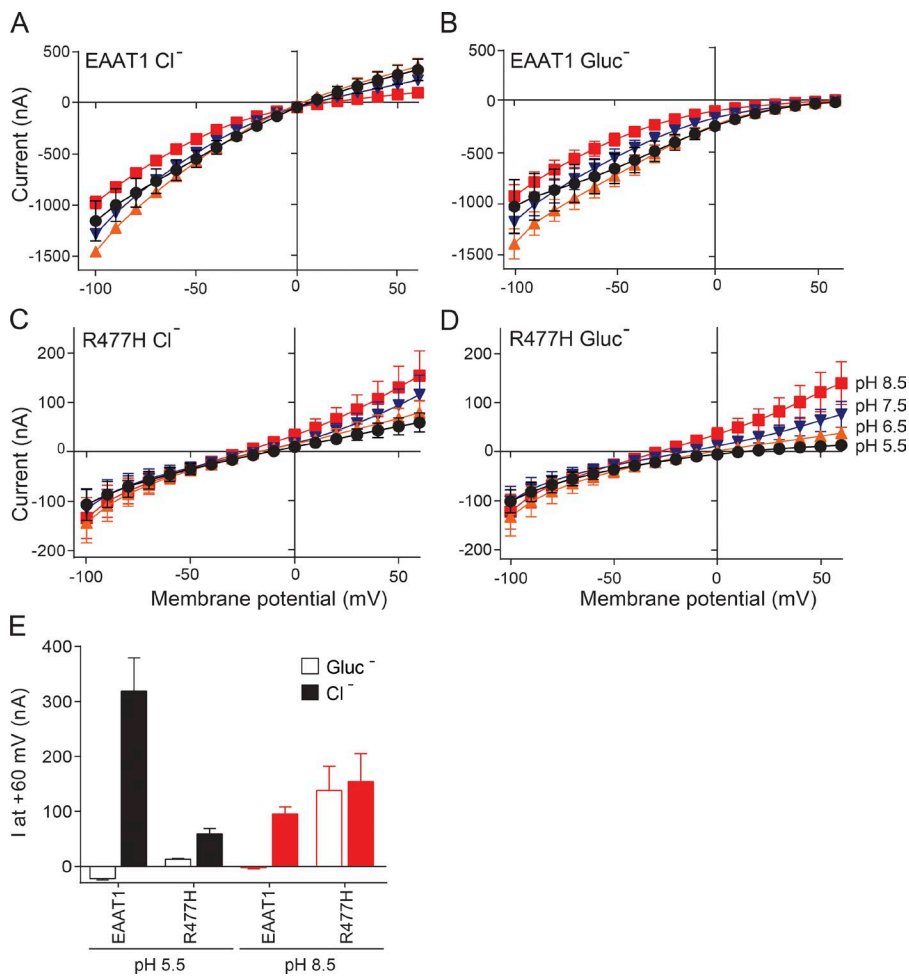 A
EAAT1 Cl⁻
500
0
-500
-1000
-1500
Current (nA)
-100
-50
0
50
B
EAAT1 Gluc⁻
500
0
-500
-1000
-1500
-100
-50
0
50
C
R477H Cl⁻
200
100
0
-100
-200
Current (nA)
-100
-50
0
50
Membrane potential (mV)
D
R477H Gluc⁻
200
100
0
-100
-200
pH 8.5
pH 7.5
pH 6.5
pH 5.5
-100
-50
0
50
Membrane potential (mV)
E
400
300
200
100
0
I at +60 mV (nA)
Gluc⁻
Cl⁻
EAAT1
R477H
EAAT1
R477H
pH 5.5
pH 8.5